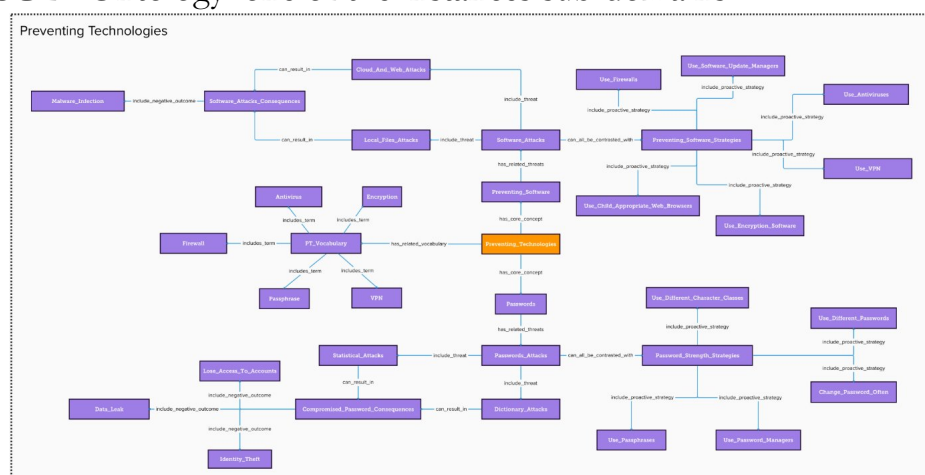 Preventing Technologies
can_result_in
Cloud_And_Web_Attacks
Use_Software_Update_Managers
Use_Firewalls
Malware_Infection
include_negative_outcome
Software_Attacks_Consequences
include_threat
include_proactive_strategy
include_proactive_strategy
Use_Antiviruses
include_proactive_strategy
can_result_in
Local_Files_Attacks
include_threat
Software_Attacks
can_all_be_contrasted_with
Preventing_Software_Strategies
include_proactive_strategy
has_related_threats
include_proactive_strategy
Use_VPN
include_proactive_strategy
Antivirus
Encryption
Preventing_Software
Use_Child_Appropriate_Web_Browsers
includes_term
includes_term
has_core_concept
Use_Encryption_Software
Firewall
includes_term
PT_Vocabulary
has_related_vocabulary
Preventing_Technologies
includes_term
includes_term
has_core_concept
Passphrase
VPN
Passwords
Use_Different_Character_Classes
Use_Different_Passwords
has_related_threats
include_proactive_strategy
include_proactive_strategy
Statistical_Attacks
include_threat
Passwords_Attacks
can_all_be_contrasted_with
Password_Strength_Strategies
Lose_Access_To_Accounts
can_result_in
include_threat
include_proactive_strategy
include_negative_outcome
include_proactive_strategy
include_proactive_strategy
Change_Password_Often
Data_Leak
include_negative_outcome
Compromised_Password_Consequences
can_result_in
Dictionary_Attacks
include_negative_outcome
Use_Passphrases
Use_Password_Managers
Identity_Theft